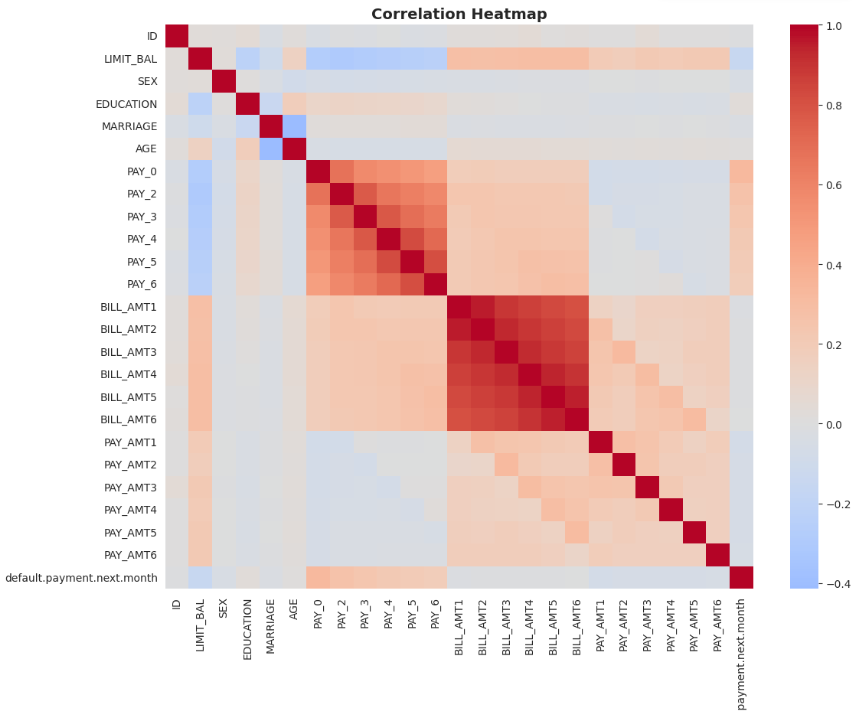 Correlation Heatmap
ID
LIMIT_BAL
SEX
EDUCATION
MARRIAGE
AGE
PAY_0
PAY_2
PAY_3
PAY_4
PAY_5
PAY_6
BILL_AMT1
BILL_AMT2
BILL_AMT3
BILL_AMT4
BILL_AMT5
BILL_AMT6
PAY_AMT1
PAY_AMT2
PAY_AMT3
PAY_AMT4
PAY_AMT5
PAY_AMT6
default.payment.next.month
ID
LIMIT_BAL
SEX
EDUCATION
MARRIAGE
AGE
PAY_0
PAY_2
PAY_3
PAY_4
PAY_5
PAY_6
BILL_AMT1
BILL_AMT2
BILL_AMT3
BILL_AMT4
BILL_AMT5
BILL_AMT6
PAY_AMT1
PAY_AMT2
PAY_AMT3
PAY_AMT4
PAY_AMT5
PAY_AMT6
payment.next.month
1.0
0.8
0.6
0.4
0.2
0.0
−0.2
−0.4